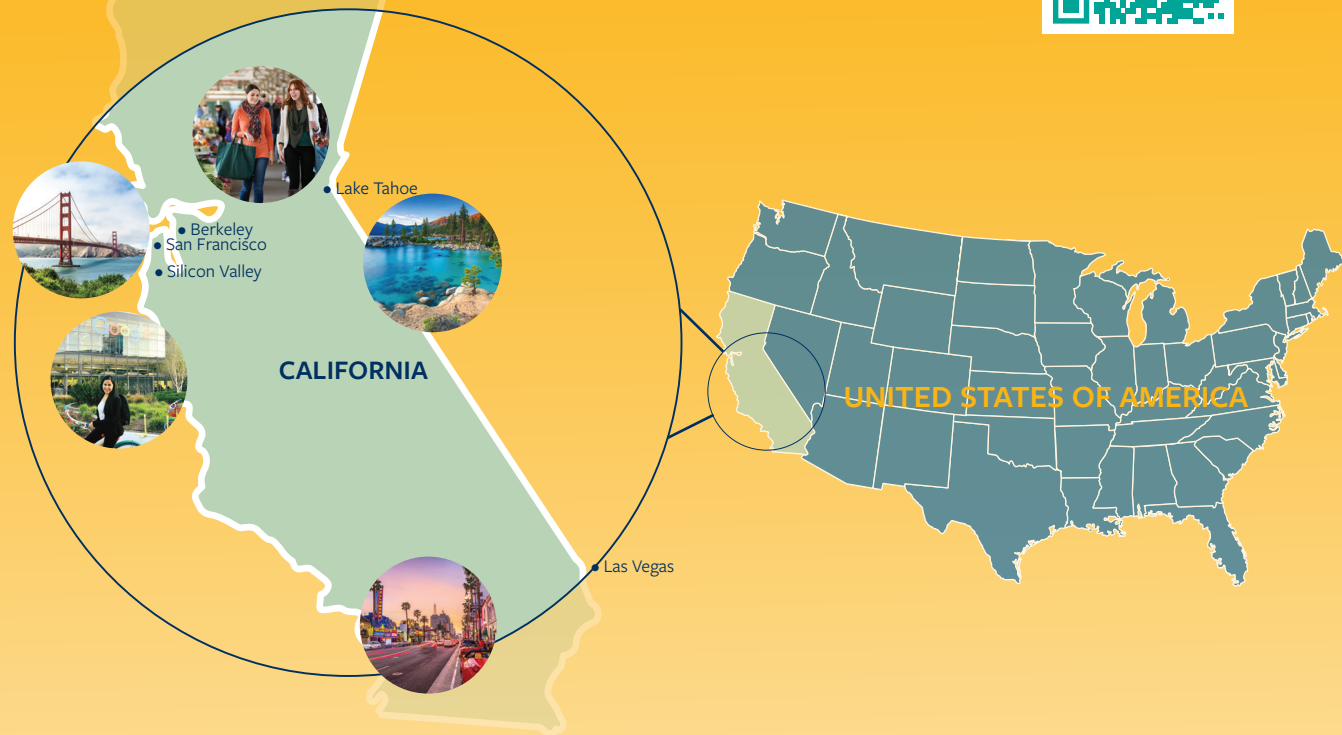 Lake Tahoe
Berkeley
San Francisco
Silicon Valley
CALIFORNIA
UNITED STATES OF AMERICA
Las Vegas